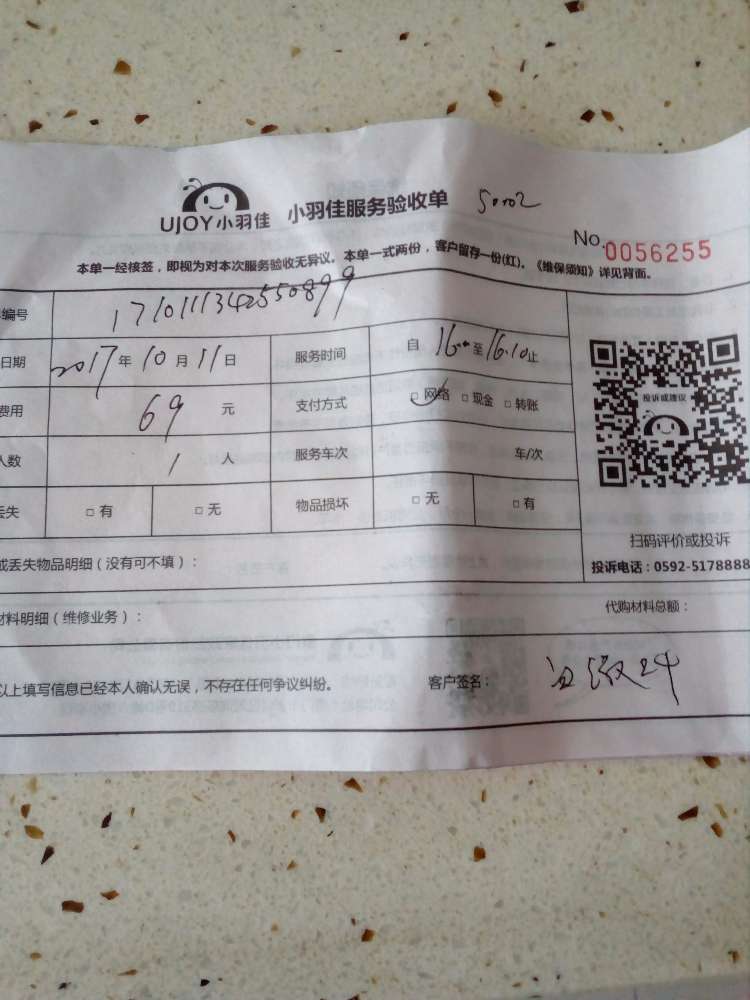 UJOY小羽佳 小羽佳服务验收单 50102
No.0056255
本单一经核签，即视为对本次服务验收无异议。本单一式两份，客户留存一份(红)。《维保须知》详见背面。
编号 1710111342550899
日期 2017年10月11日 服务时间 自16:00至16:10止
费用 69元 支付方式 □网络 □现金 □转账
人数 1人 服务车次 车/次
丢失 □有 □无 物品损坏 □无 □有
投诉或建议
扫码评价或投诉
投诉电话：0592-5178888
或丢失物品明细（没有可不填）：
材料明细（维修业务）： 代购材料总额：
以上填写信息已经本人确认无误，不存在任何争议纠纷。 客户签名：